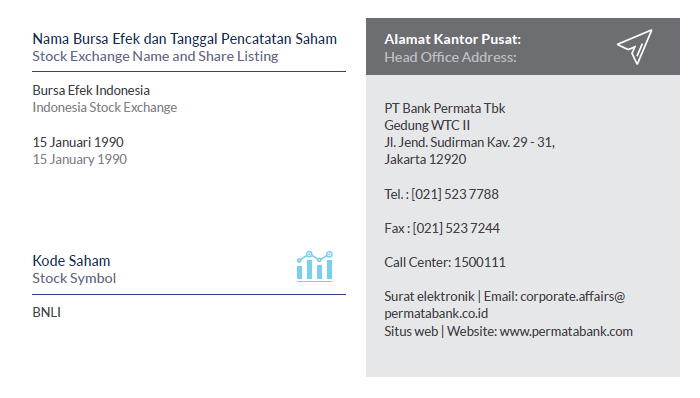 Nama Bursa Efek dan Tanggal Pencatatan Saham
Stock Exchange Name and Share Listing
Bursa Efek Indonesia
Indonesia Stock Exchange
15 Januari 1990
15 January 1990
Kode Saham
Stock Symbol
BNLI
Alamat Kantor Pusat:
Head Office Address:
PT Bank Permata Tbk
Gedung WTC II
Jl. Jend. Sudirman Kav. 29 - 31,
Jakarta 12920
Tel. : [021] 523 7788
Fax : [021] 523 7244
Call Center: 1500111
Surat elektronik | Email: corporate.affairs@
permatabank.co.id
Situs web | Website: www.permatabank.com